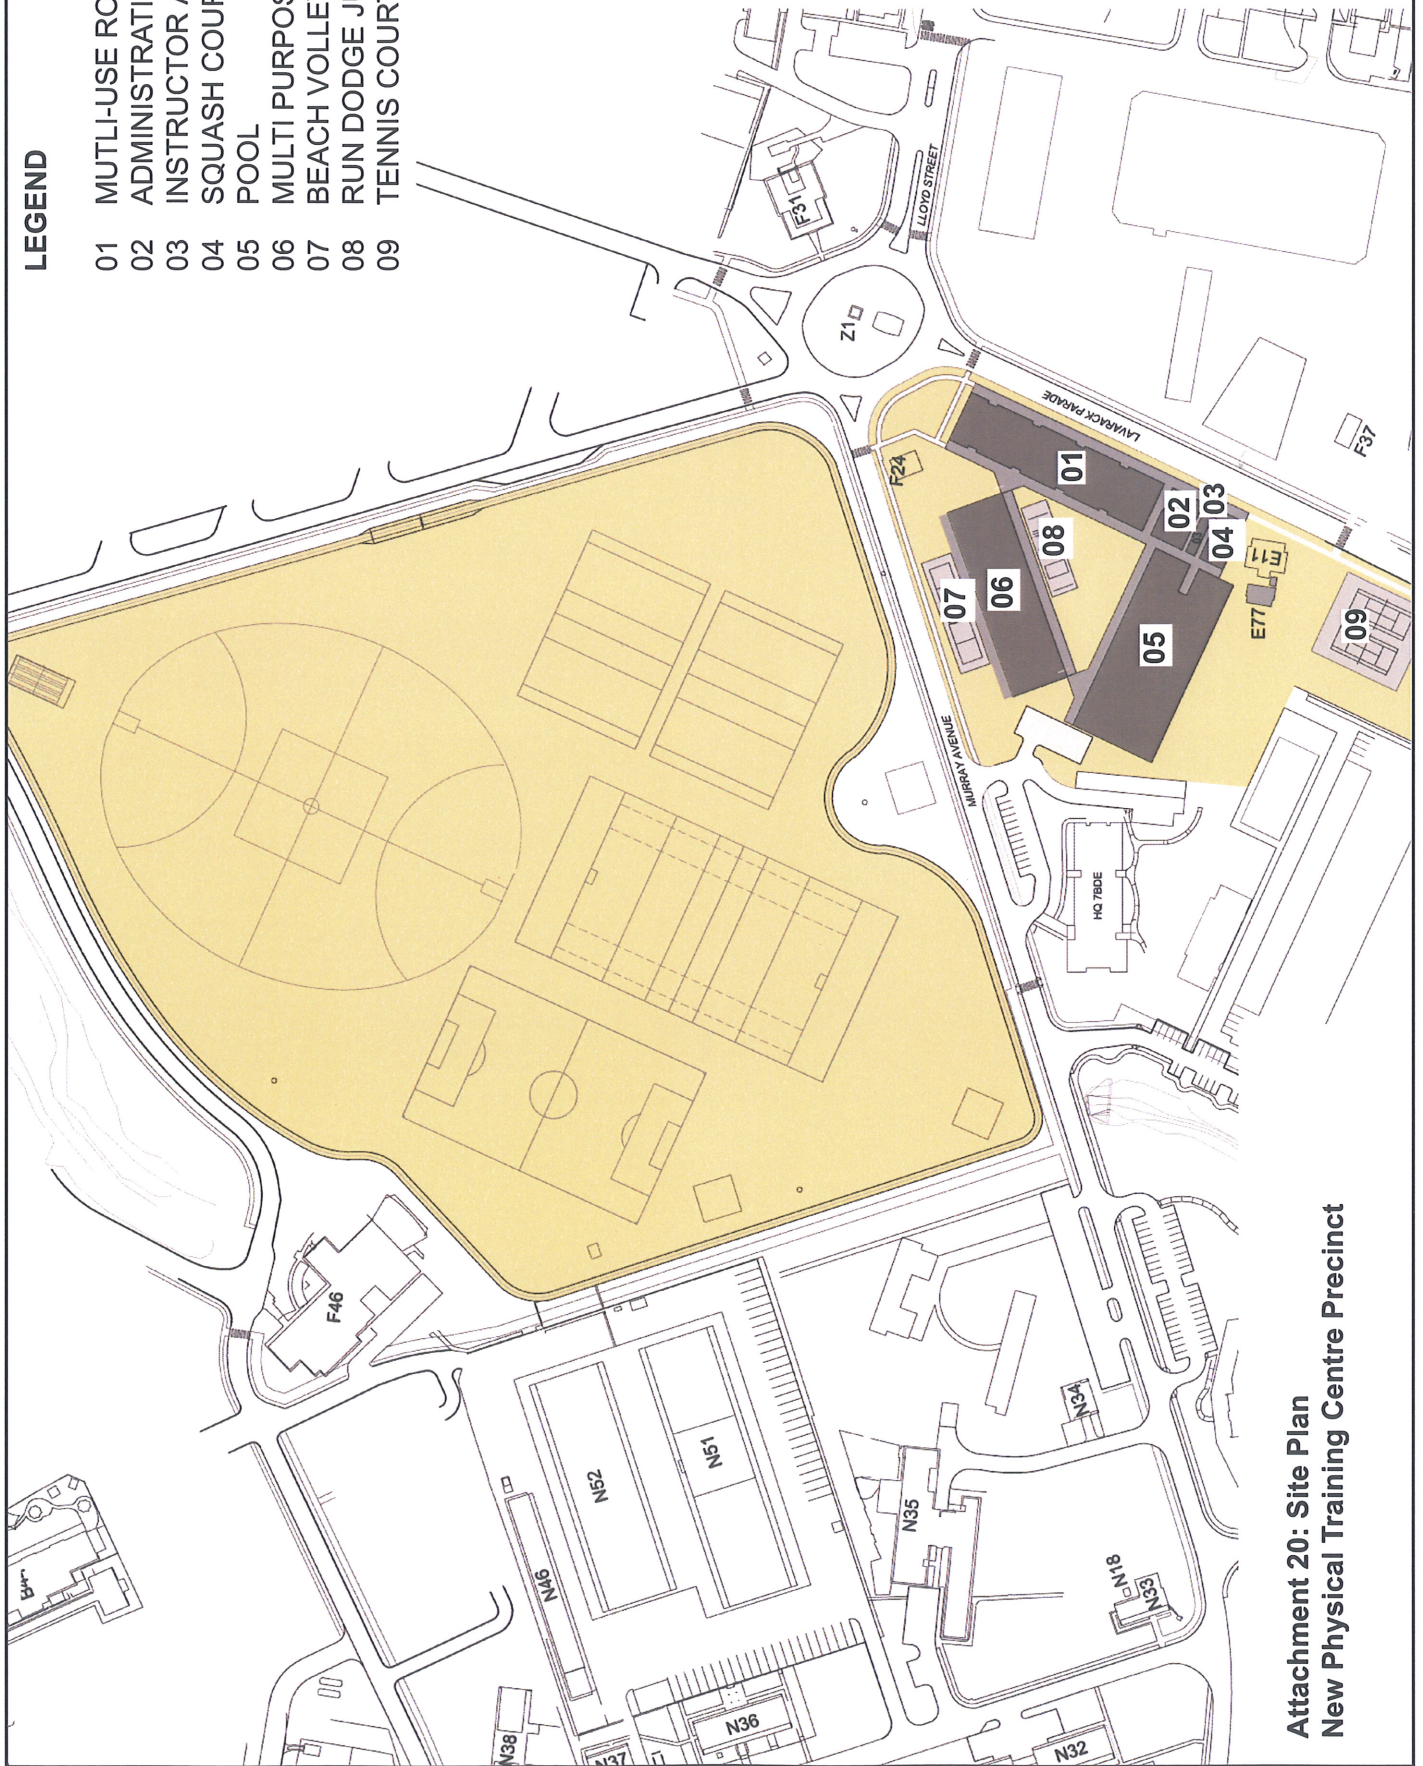 LEGEND
01 MUTLI-USE RO
02 ADMINISTRATI
03 INSTRUCTOR
04 SQUASH COUR
05 POOL
06 MULTI PURPOS
07 BEACH VOLLE
08 RUN DODGE JU
09 TENNIS COURT
F31
LLOYD STREET
Z1
LAVARACK PARADE
F37
F24
01
02
03
04
08
07
06
05
E11
E77
09
MURRAY AVENUE
HQ 7BDE
F46
N52
N51
N46
N34
N35
N18
N33
N38
N37
N36
N32
Attachment 20: Site Plan
New Physical Training Centre Precinct